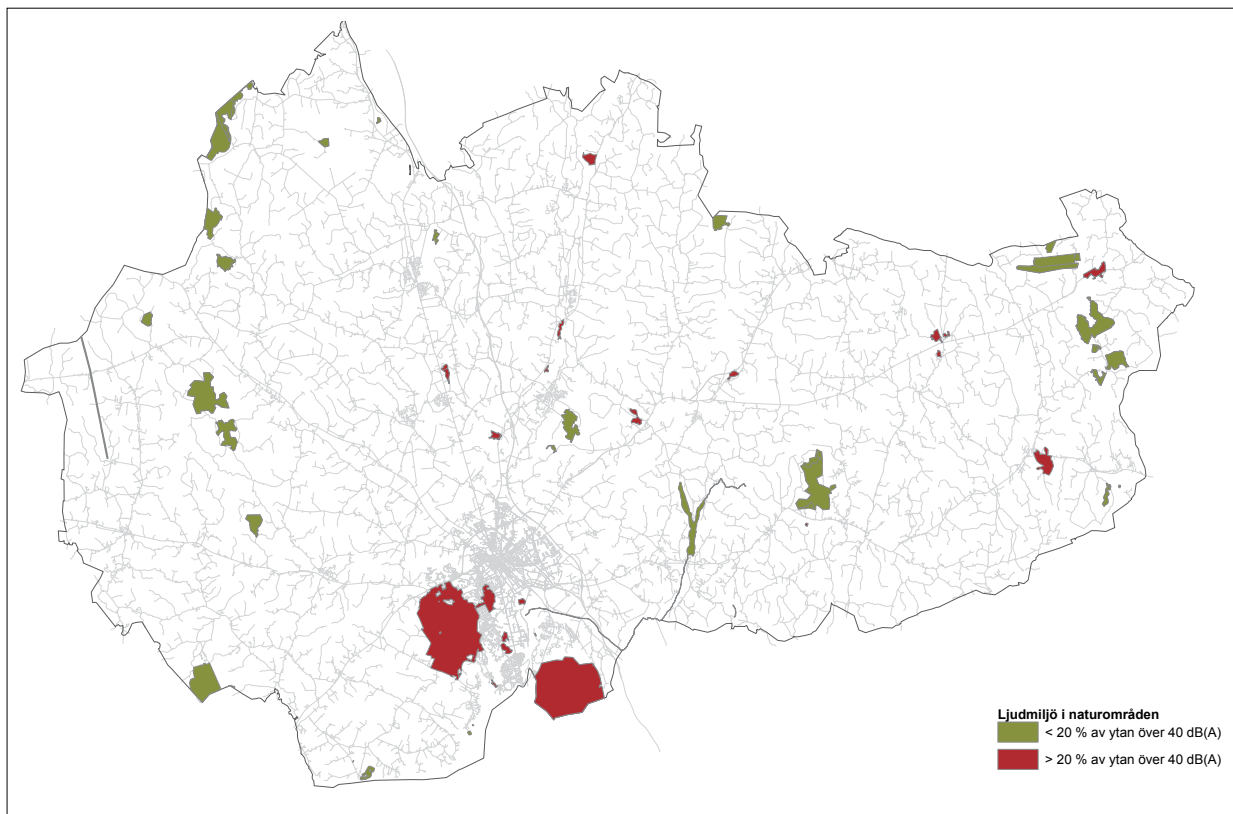 Ljudmiljö i naturområden
< 20 % av ytan över 40 dB(A)
> 20 % av ytan över 40 dB(A)